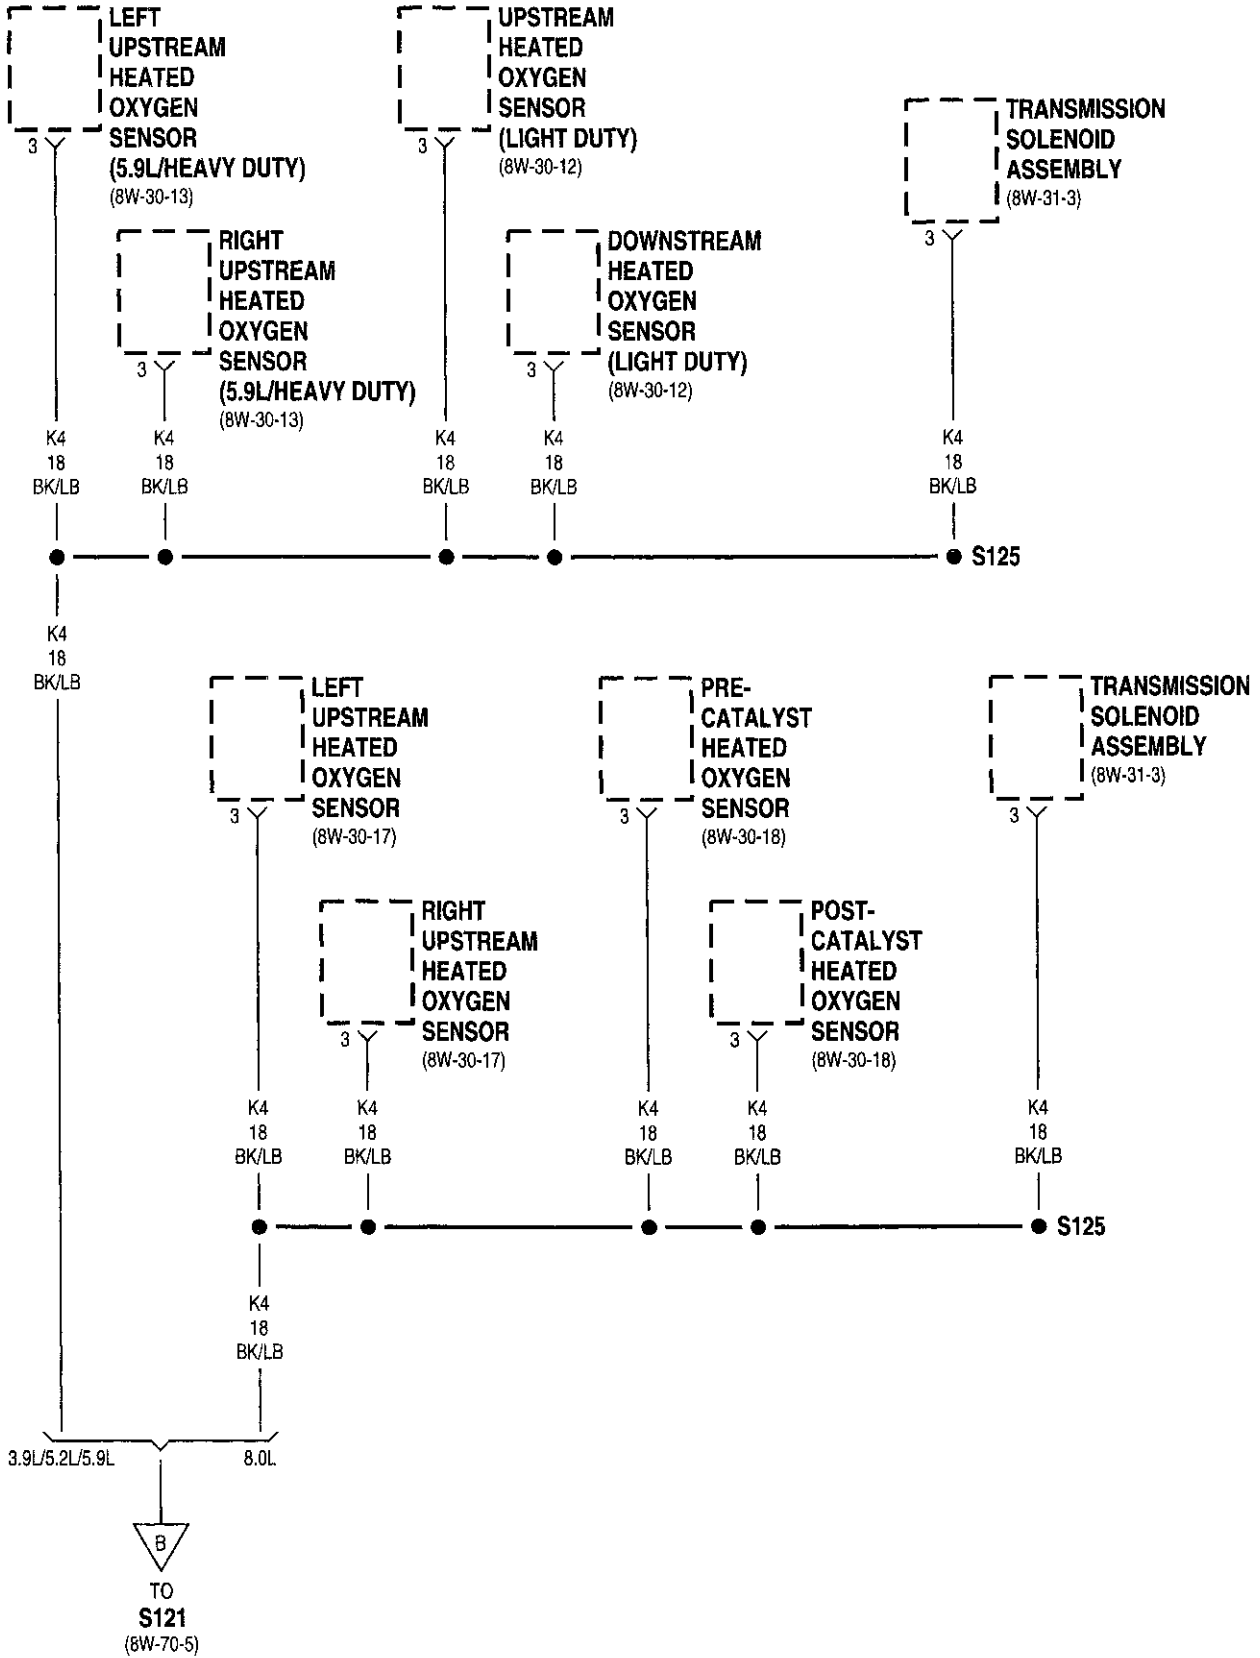 LEFT
UPSTREAM
HEATED
OXYGEN
SENSOR
(5.9L/HEAVY DUTY)
(8W-30-13)
3
UPSTREAM
HEATED
OXYGEN
SENSOR
(LIGHT DUTY)
(8W-30-12)
3
TRANSMISSION
SOLENOID
ASSEMBLY
(8W-31-3)
3
RIGHT
UPSTREAM
HEATED
OXYGEN
SENSOR
(5.9L/HEAVY DUTY)
(8W-30-13)
3
DOWNSTREAM
HEATED
OXYGEN
SENSOR
(LIGHT DUTY)
(8W-30-12)
3
K4
18
BK/LB
K4
18
BK/LB
K4
18
BK/LB
K4
18
BK/LB
K4
18
BK/LB
S125
K4
18
BK/LB
LEFT
UPSTREAM
HEATED
OXYGEN
SENSOR
(8W-30-17)
3
PRE-
CATALYST
HEATED
OXYGEN
SENSOR
(8W-30-18)
3
TRANSMISSION
SOLENOID
ASSEMBLY
(8W-31-3)
3
RIGHT
UPSTREAM
HEATED
OXYGEN
SENSOR
(8W-30-17)
3
POST-
CATALYST
HEATED
OXYGEN
SENSOR
(8W-30-18)
3
K4
18
BK/LB
K4
18
BK/LB
K4
18
BK/LB
K4
18
BK/LB
K4
18
BK/LB
S125
K4
18
BK/LB
3.9L/5.2L/5.9L
8.0L
B
TO
S121
(8W-70-5)